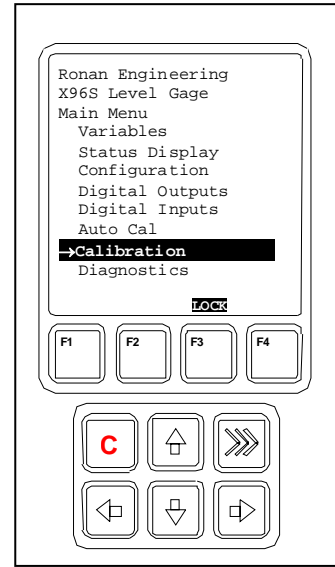 Ronan Engineering
X96S Level Gage
Main Menu
Variables
Status Display
Configuration
Digital Outputs
Digital Inputs
Auto Cal
→Calibration
Diagnostics
LOCK
F1 F2 F3 F4
C